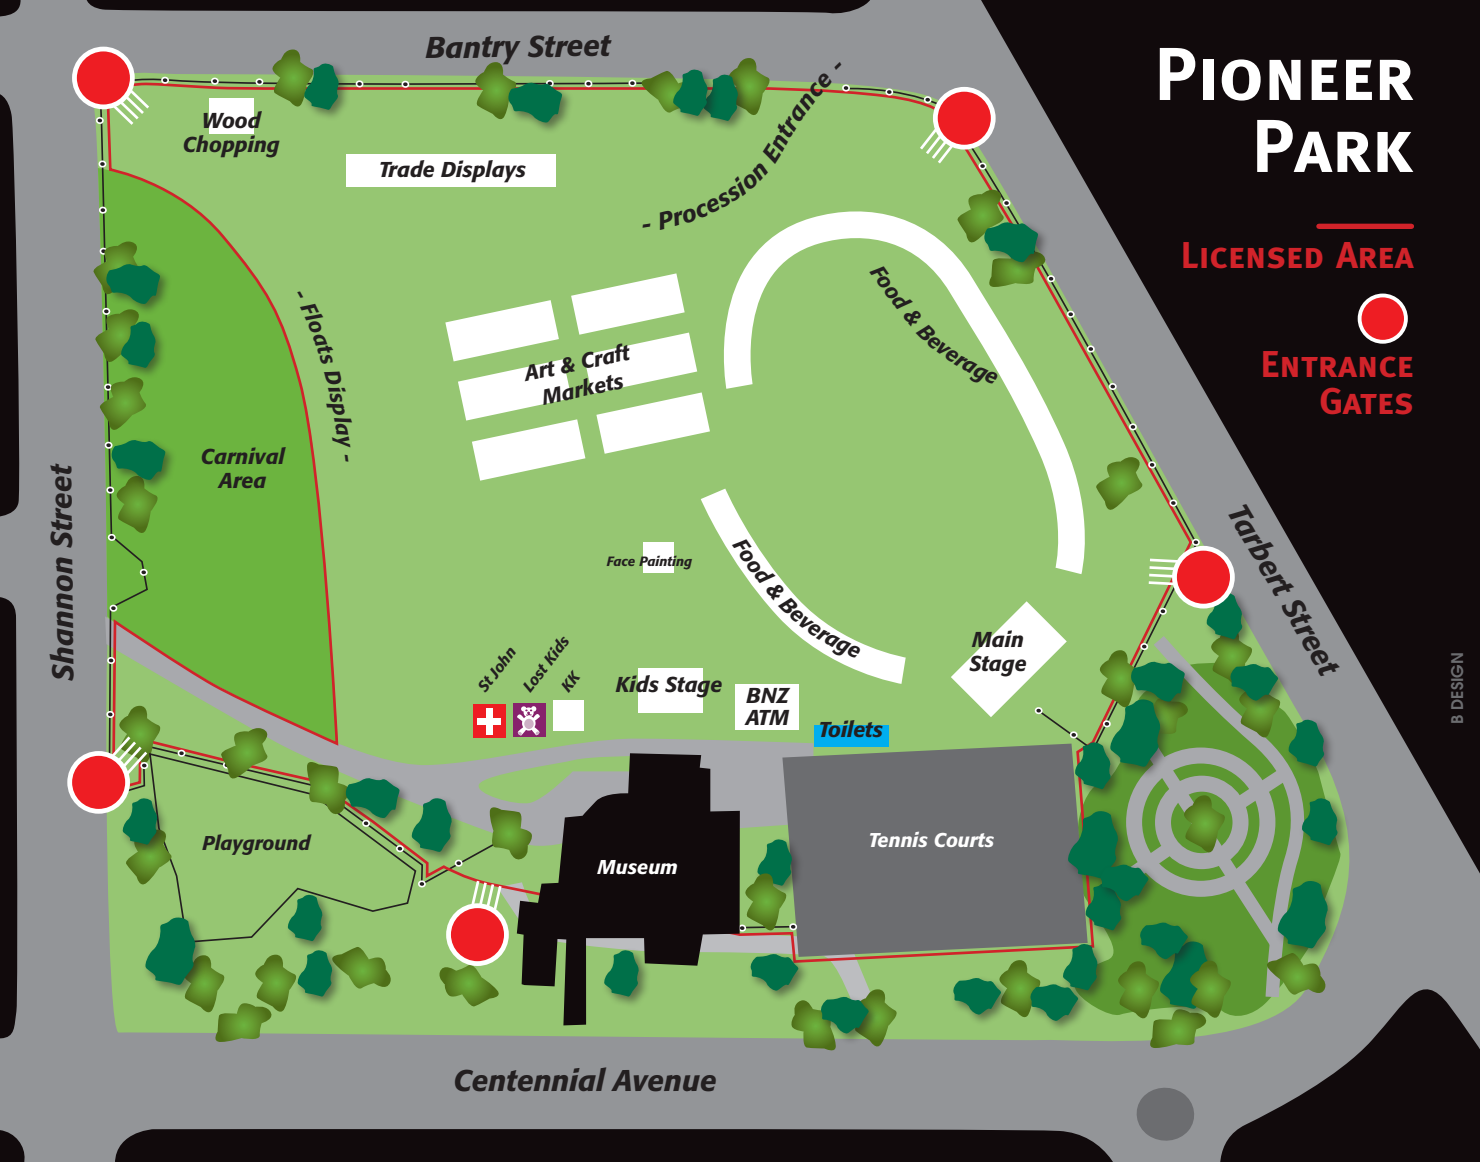 Bantry Street
PIONEER
PARK
LICENSED AREA
ENTRANCE
GATES
Wood
Chopping
Trade Displays
- Procession Entrance -
Food & Beverage
- Floats Display -
Art & Craft
Markets
Carnival
Area
Shannon Street
Tarbert Street
Face Painting
Food & Beverage
Main
Stage
St John
Lost Kids
KK
Kids Stage
BNZ
ATM
Toilets
B DESIGN
Playground
Museum
Tennis Courts
Centennial Avenue